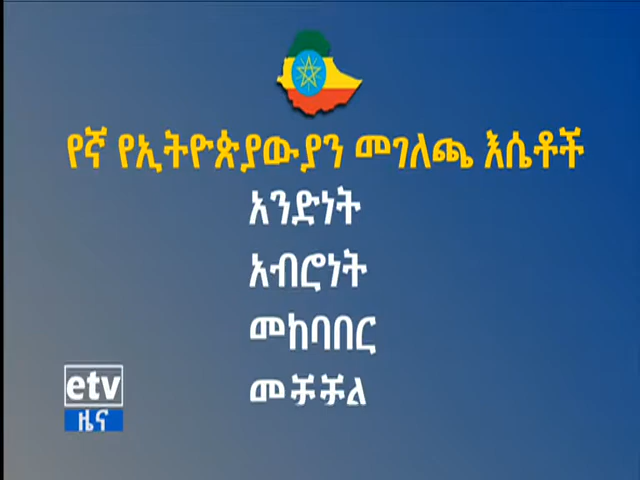 የኛ የኢትዮጵያውያን መገለጫ እሴቶች
አንድነት
አብሮነት
መከባበር
መቻቻል
etv
ዜና